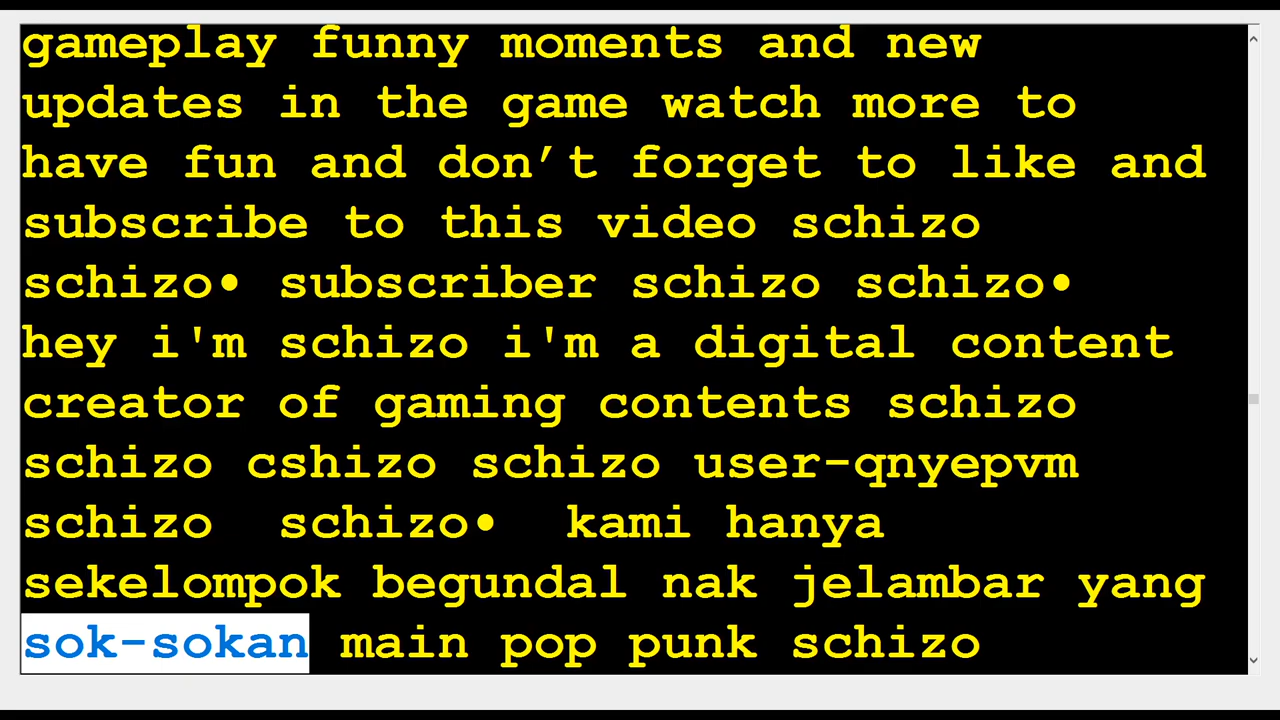 gameplay funny moments and new
updates in the game watch more to
have fun and don’t forget to like and
subscribe to this video schizo
schizo• subscriber schizo schizo•
hey i'm schizo i'm a digital content
creator of gaming contents schizo
schizo cshizo schizo user-qnyepvm
schizo  schizo•  kami hanya
sekelompok begundal nak jelambar yang
sok-sokan main pop punk schizo